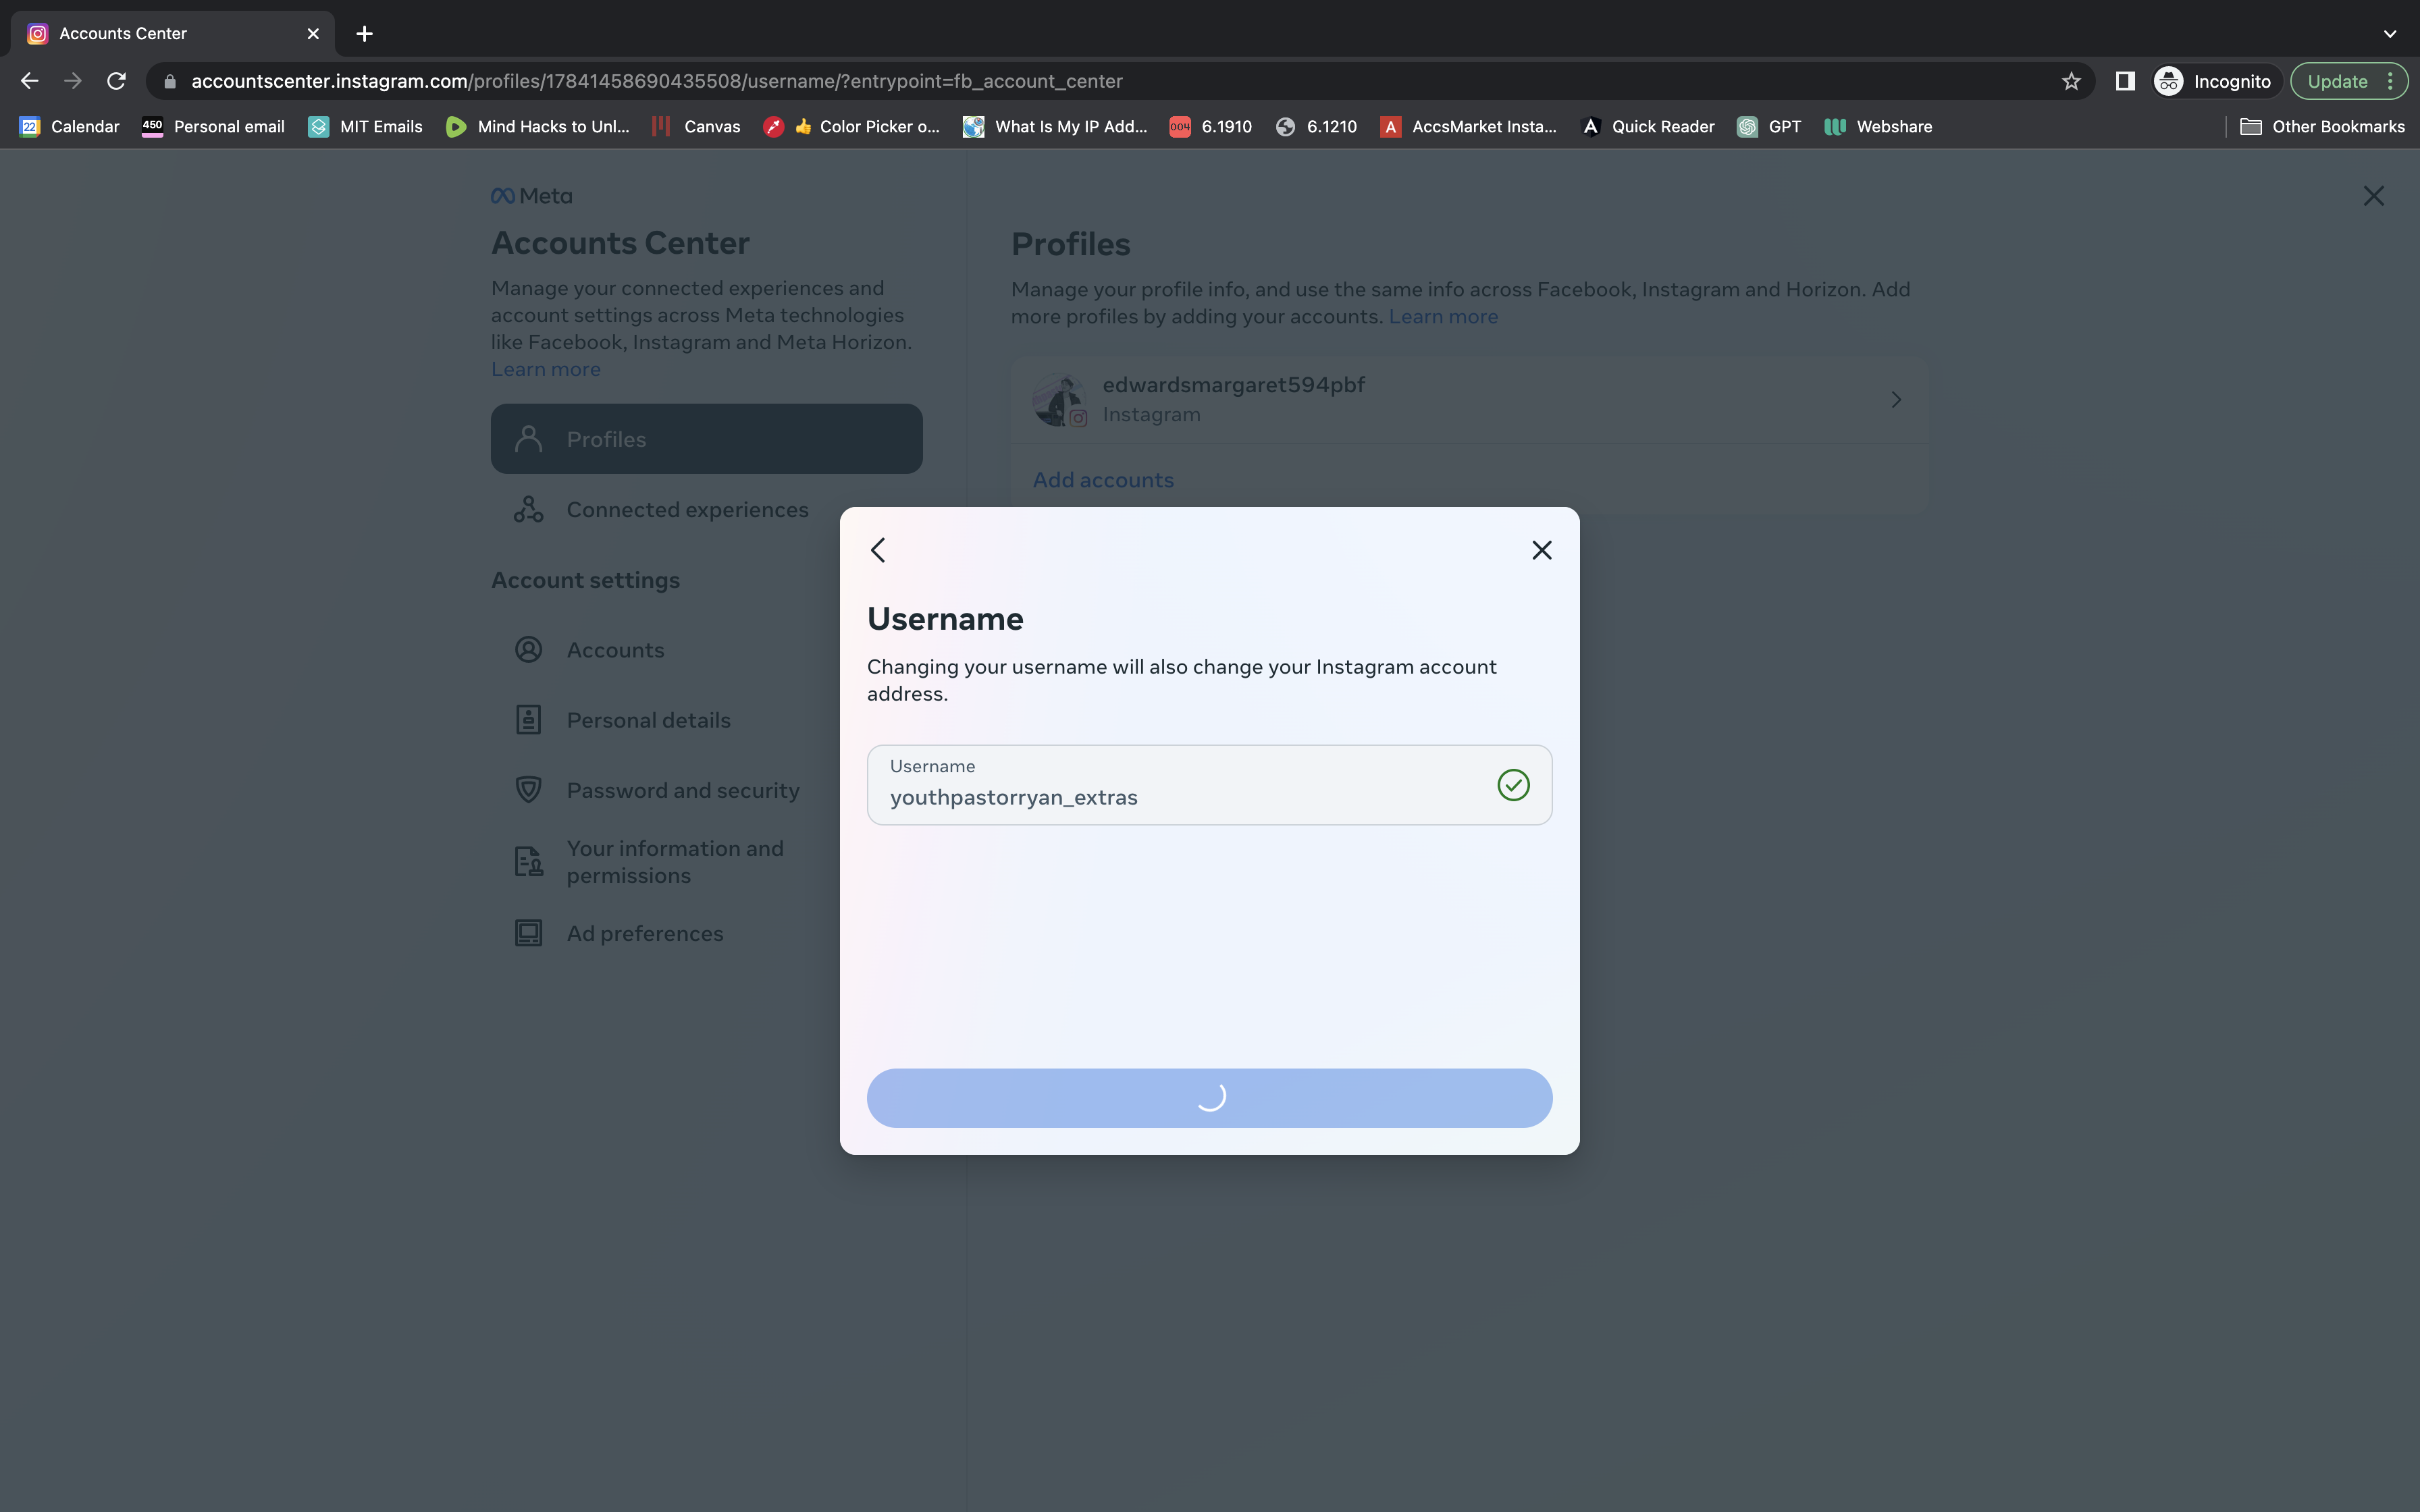 Accounts Center
accountscenter.instagram.com/profiles/17841458690435508/username/?entrypoint=fb_account_center
Incognito
Update
22
Calendar
450
Personal email
MIT Emails
Mind Hacks to Unl...
Canvas
👍 Color Picker o...
What Is My IP Add...
004
6.1910
6.1210
A
AccsMarket Insta...
Quick Reader
GPT
Webshare
Other Bookmarks
Meta
Accounts Center
Manage your connected experiences and
account settings across Meta technologies
like Facebook, Instagram and Meta Horizon.
Learn more
Profiles
Connected experiences
Account settings
Accounts
Personal details
Password and security
Your information and
permissions
Ad preferences
Profiles
Manage your profile info, and use the same info across Facebook, Instagram and Horizon. Add
more profiles by adding your accounts. Learn more
edwardsmargaret594pbf
Instagram
Add accounts
Username
Changing your username will also change your Instagram account
address.
Username
youthpastorryan_extras